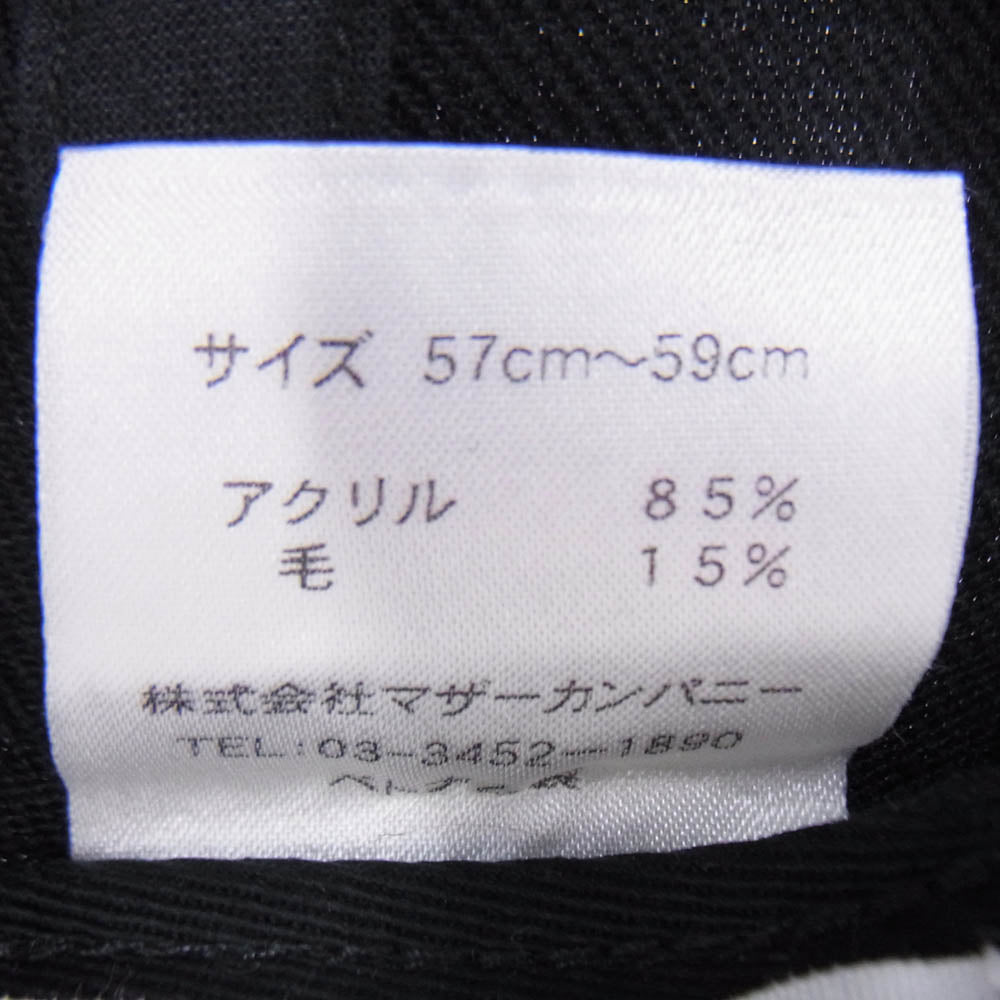 サイズ 57cm～59cm
アクリル 85%
毛 15%
株式会社マザーカンパニー
TEL:03-3452-1890